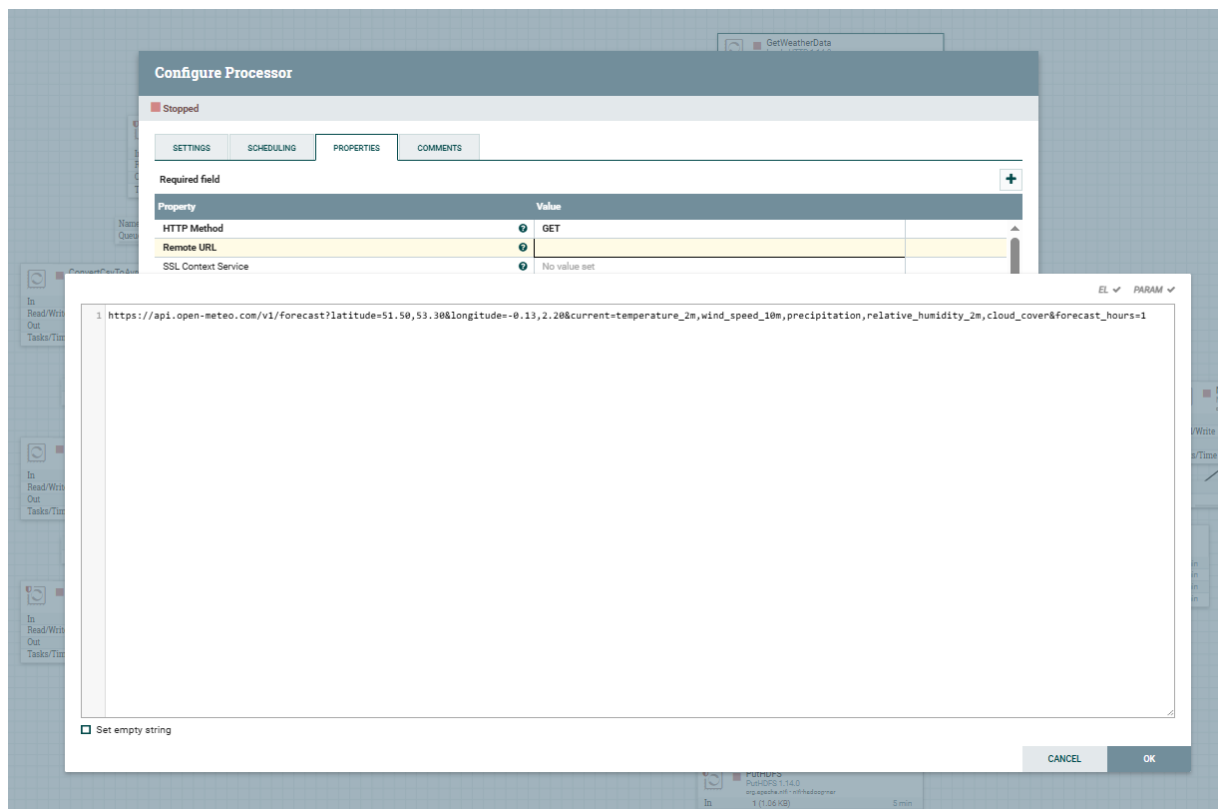 GetWeatherData
Configure Processor
Stopped
SETTINGS SCHEDULING PROPERTIES COMMENTS
Required field
Property Value
HTTP Method GET
Remote URL
SSL Context Service No value set
Name
Queue
In
Read/Write
Out
Tasks/Time
EL PARAM
1 https://api.open-meteo.com/v1/forecast?latitude=51.50,53.30&longitude=-0.13,2.20&current=temperature_2m,wind_speed_10m,precipitation,relative_humidity_2m,cloud_cover&forecast_hours=1
In
Read/Write
Out
Tasks/Tim
In
Read/Write
Out
Tasks/Tim
Set empty string
CANCEL OK
PutHDFS
PutHDFS 1.14.0
In 1 (1.06 KB) 5 min